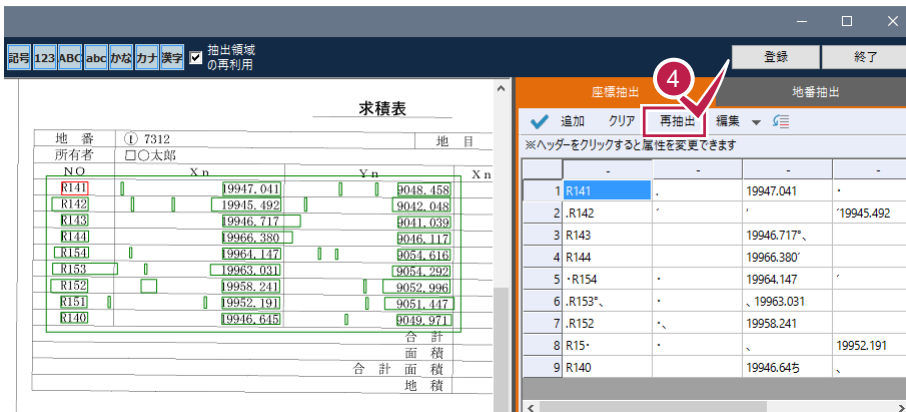 記号 123 ABC abc かな カナ 漢字 抽出領域の再利用
登録 終了
4
座標抽出 地番抽出
追加 クリア 再抽出 編集
※ヘッダーをクリックすると属性を変更できます
- - - -
1 R141 . 19947.041 ・
2 .R142 ´ ´ ´19945.492
3 R143 19946.717°、
4 R144 19966.380´
5 ・R154 ・ 19964.147 ´
6 .R153°、 ・ 、19963.031
7 .R152 ・、 19958.241
8 R15・ ・ 、 19952.191
9 R140 19946.64ち 、
求積表
地 番 ① 7312 地 目
所有者 □○太郎
NO Xn Yn Xn
R141 19947.041 9048.458
R142 19945.492 9042.048
R143 19946.717 9041.039
R144 19966.380 9046.117
R154 19964.147 9054.616
R153 19963.031 9054.292
R152 19958.241 9052.996
R151 19952.191 9051.447
R140 19946.645 9049.971
合 計
面 積
合 計 面 積
地 積